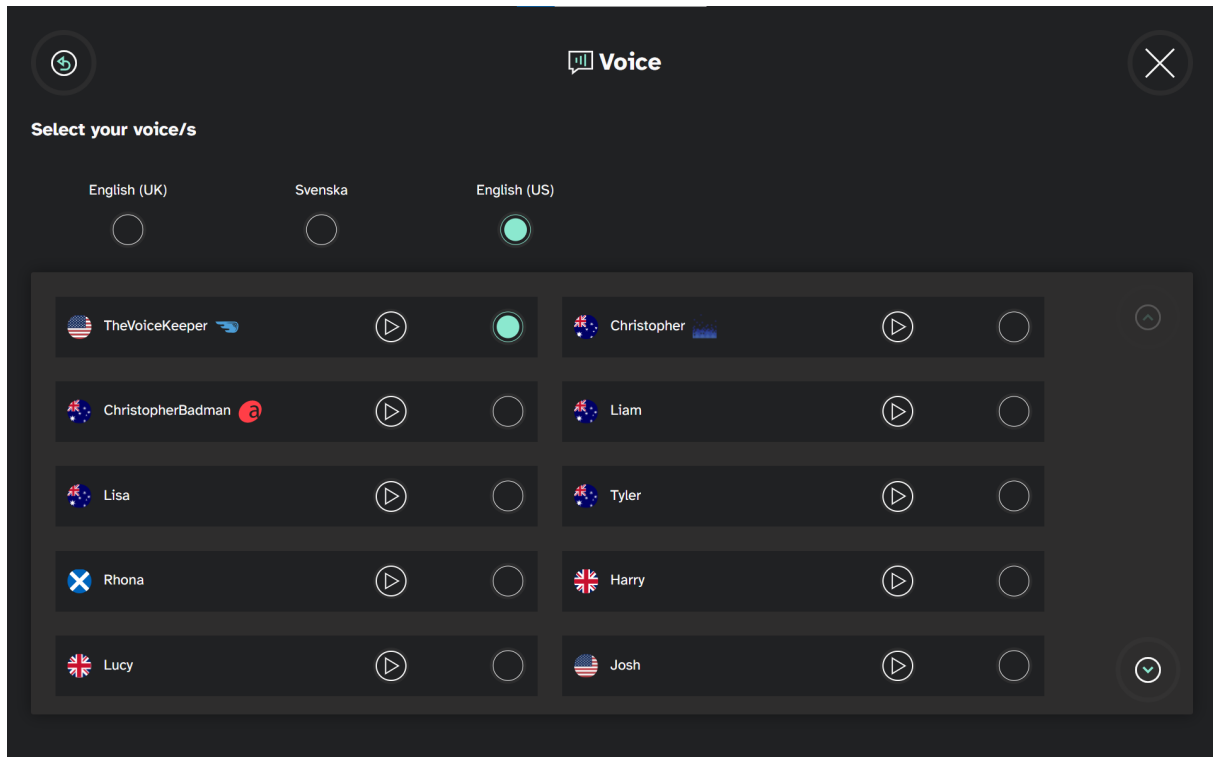 Voice
Select your voice/s
English (UK) Svenska English (US)
TheVoiceKeeper Christopher
ChristopherBadman a Liam
Lisa Tyler
Rhona Harry
Lucy Josh